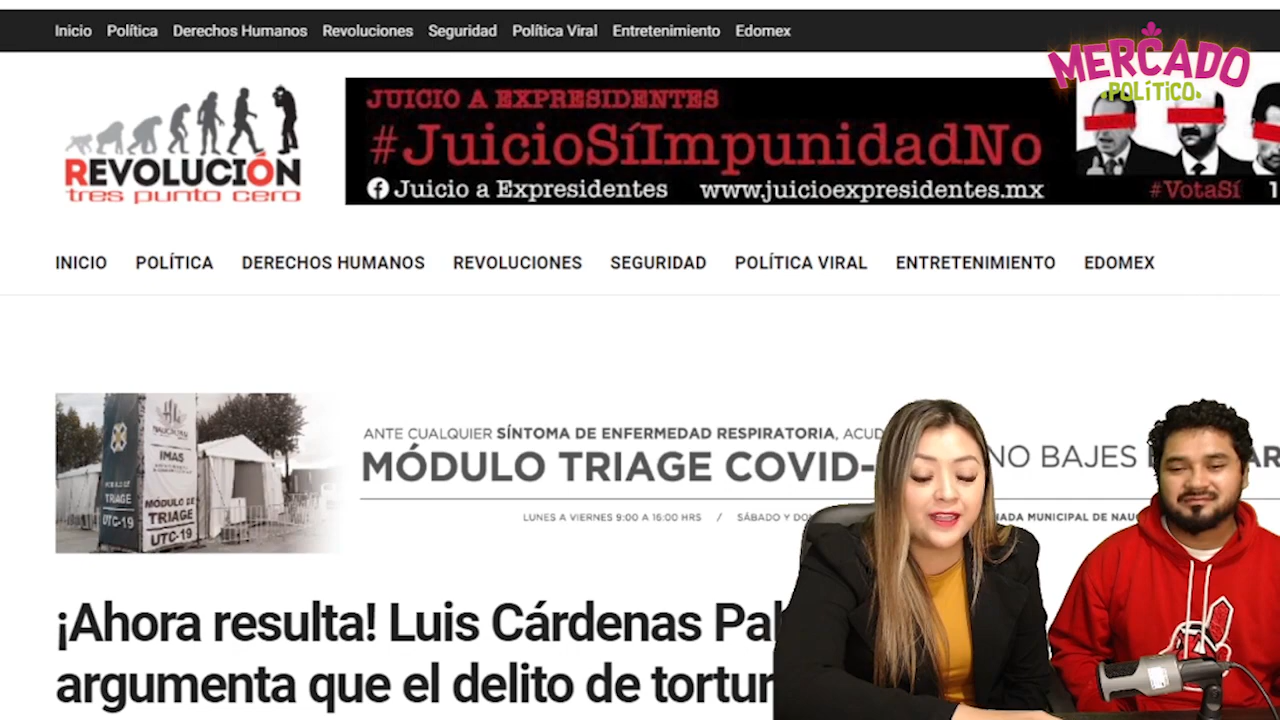 Inicio Política Derechos Humanos Revoluciones Seguridad Política Viral Entretenimiento Edomex
MERCADO
POLÍTICO
REVOLUCIÓN
tres punto cero
JUICIO A EXPRESIDENTES
#JuicioSíImpunidadNo
Juicio a Expresidentes www.juicioexpresidentes.mx
#VotaSí 1
INICIO POLÍTICA DERECHOS HUMANOS REVOLUCIONES SEGURIDAD POLÍTICA VIRAL ENTRETENIMIENTO EDOMEX
IMAS
MÓDULO DE
TRIAGE
UTC-19
TRIAGE
UTC-19
ANTE CUALQUIER SÍNTOMA DE ENFERMEDAD RESPIRATORIA, ACUD
MÓDULO TRIAGE COVID-
NO BAJES
LUNES A VIERNES 9:00 A 16:00 HRS / SÁBADO Y DO
MUNICIPAL DE NAU
¡Ahora resulta! Luis Cárdenas Pal
argumenta que el delito de tortur